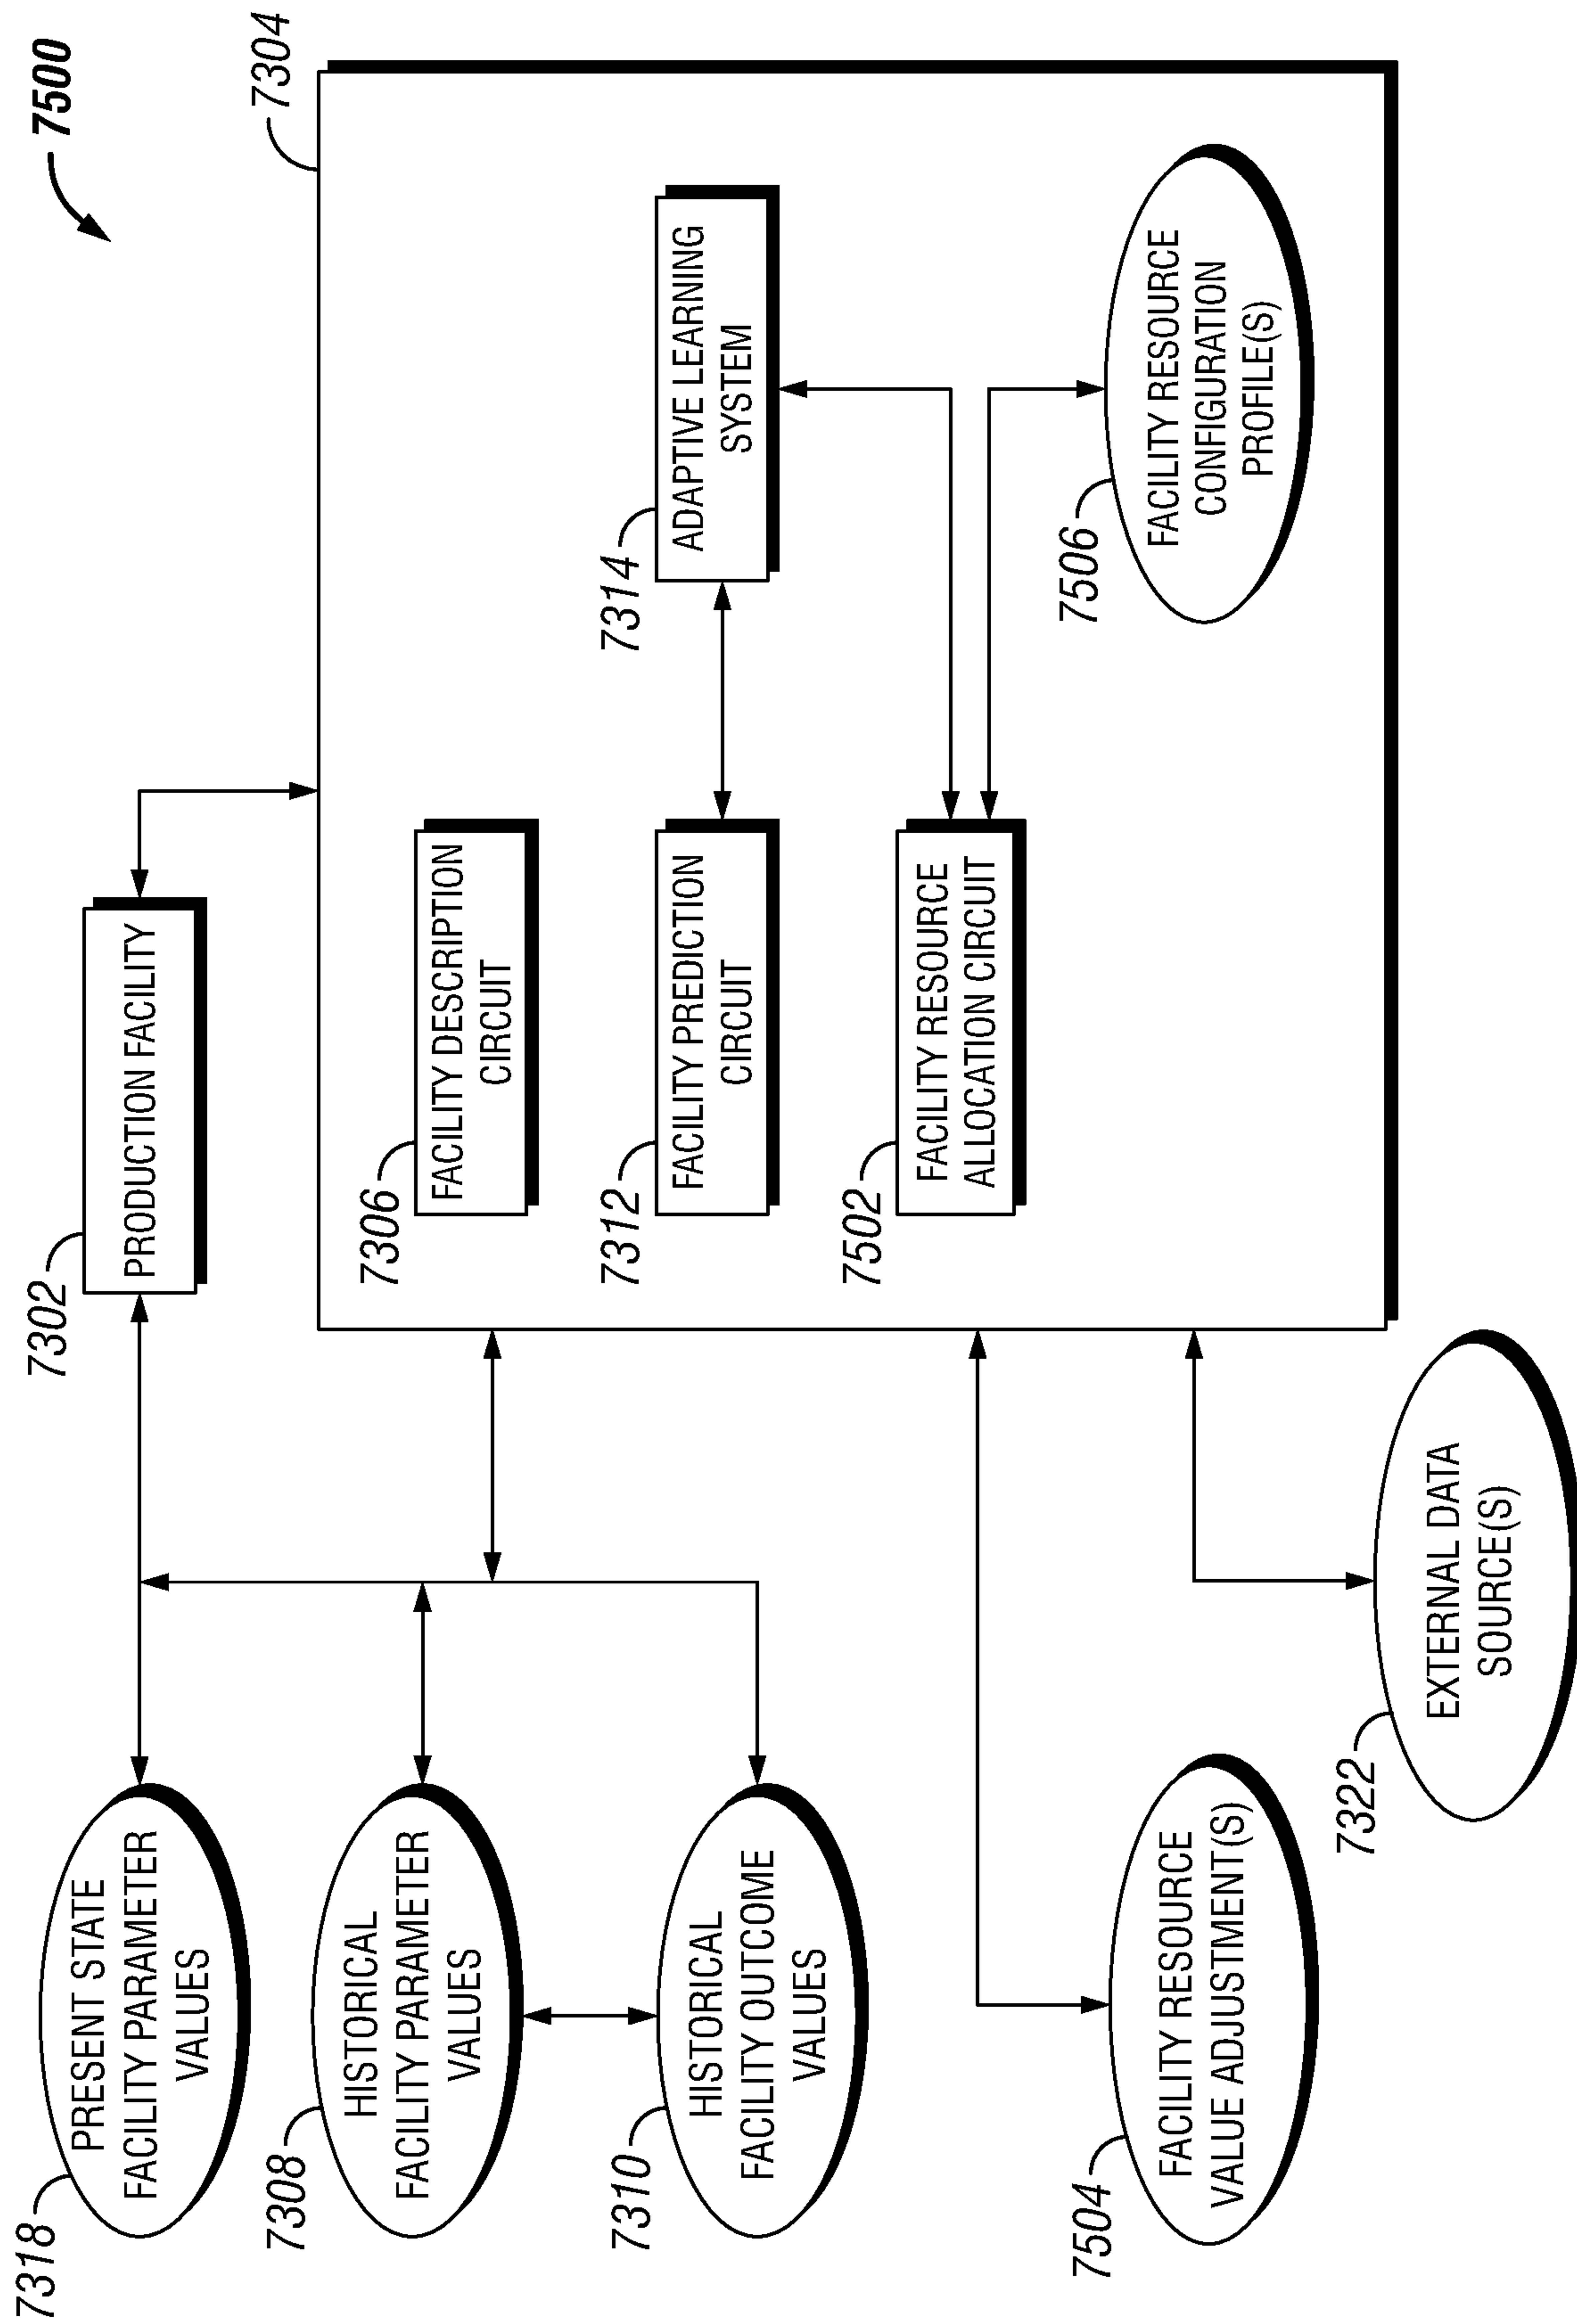 7500
7302
PRODUCTION FACILITY
7304
7318
PRESENT STATE
FACILITY PARAMETER
VALUES
7308
HISTORICAL
FACILITY PARAMETER
VALUES
7310
HISTORICAL
FACILITY OUTCOME
VALUES
7306
FACILITY DESCRIPTION
CIRCUIT
7312
FACILITY PREDICTION
CIRCUIT
7314
ADAPTIVE LEARNING
SYSTEM
7502
FACILITY RESOURCE
ALLOCATION CIRCUIT
7506
FACILITY RESOURCE
CONFIGURATION
PROFILE(S)
7504
FACILITY RESOURCE
VALUE ADJUSTMENT(S)
7322
EXTERNAL DATA
SOURCE(S)